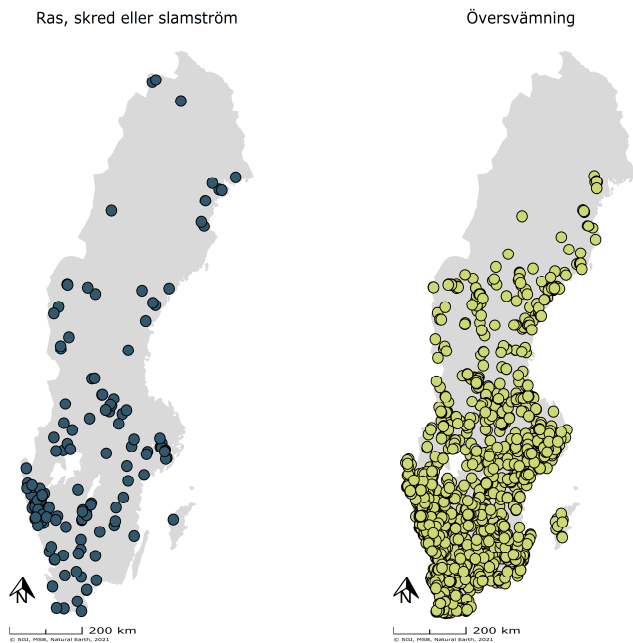 Ras, skred eller slamström
Översvämning
N
200 km
© SGI, MSB, Natural Earth, 2021
N
200 km
© SGI, MSB, Natural Earth, 2021